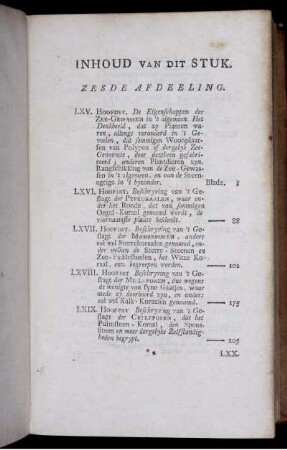 INHOUD VAN DIT STUK.
ZESDE AFDEELING.
LXV. HOOFDST. De Eigenschappen der
Zee-Gewassen in 't algemeen. Het
Denkbeeld, dat zy Planten wa-
ren, allengs veranderd in 't Ge-
voelen, dat sommigen Woonplaat-
sen van Polypen of dergelyk Zee-
Gewormte, door dezelven gefabri-
ceerd; anderen Plantdieren zyn.
Rangschikking van de Zee-Gewas-
sen in 't algemeen, en van de Steen-
agtige in 't byzonder. Bladz. 1
LXVI. HOOFDST. Beschryving van 't Ge-
slagt der PYPKORAALEN, waar on-
der het Roode, dat van sommigen
Orgel-Koraal genoemd wordt, de
voornaamste plaats bekleedt. — 88
LXVII. HOOFDST. Beschryving van 't Ge-
slagt der MADREPOREN, anders
ook wel Sterrekoraalen genoemd, on-
der welken de Sterre-Steenen en
Zee-Paddestoelen, het Witte Ko-
raal, enz. begreepen worden. — 102
LXVIII. HOOFDST Beschryving van 't Ge-
slagt der MILLEPOREN, dus wegens
de menigte van fyne Gaatjes, waar
mede zy doorboord zyn, en anders
ook wel Kalk-Koraalen genoemd. — 175
LXIX. HOOFDST Beschryving van 't Ge-
slagt der CELLEPOREN, dat het
Puimsteen-Koraal, den Spons-
Steen en meer dergelyke Zelfstandig-
heden begrypt. — 205
** LXX.